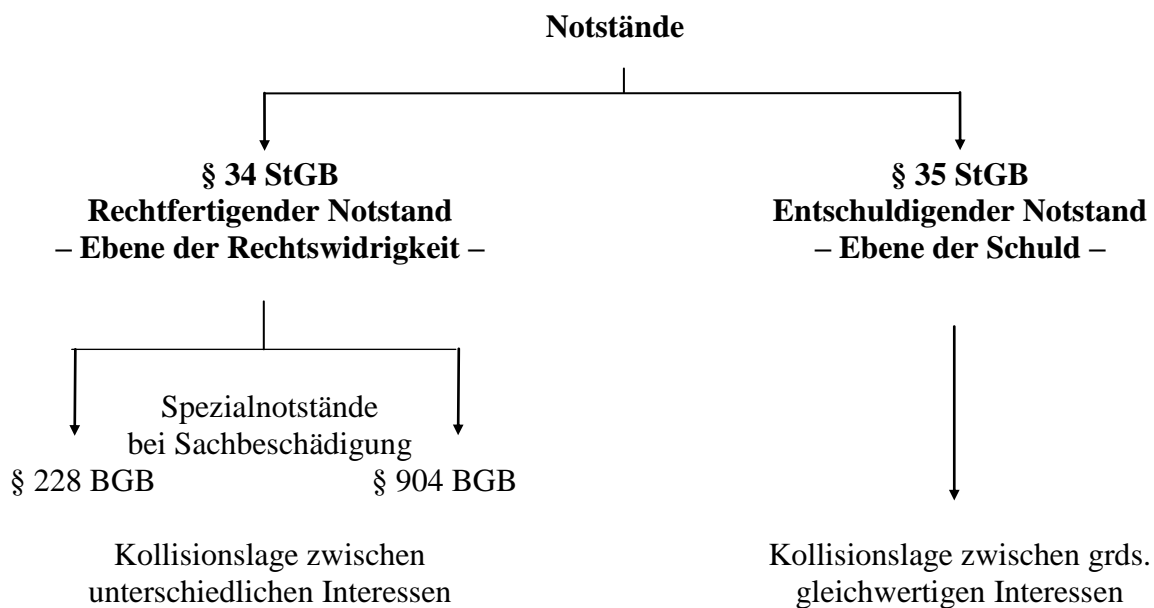 Notstände
§ 34 StGB
Rechtfertigender Notstand
– Ebene der Rechtswidrigkeit –
§ 35 StGB
Entschuldigender Notstand
– Ebene der Schuld –
Spezialnotstände
bei Sachbeschädigung
§ 228 BGB
§ 904 BGB
Kollisionslage zwischen
unterschiedlichen Interessen
Kollisionslage zwischen grds.
gleichwertigen Interessen